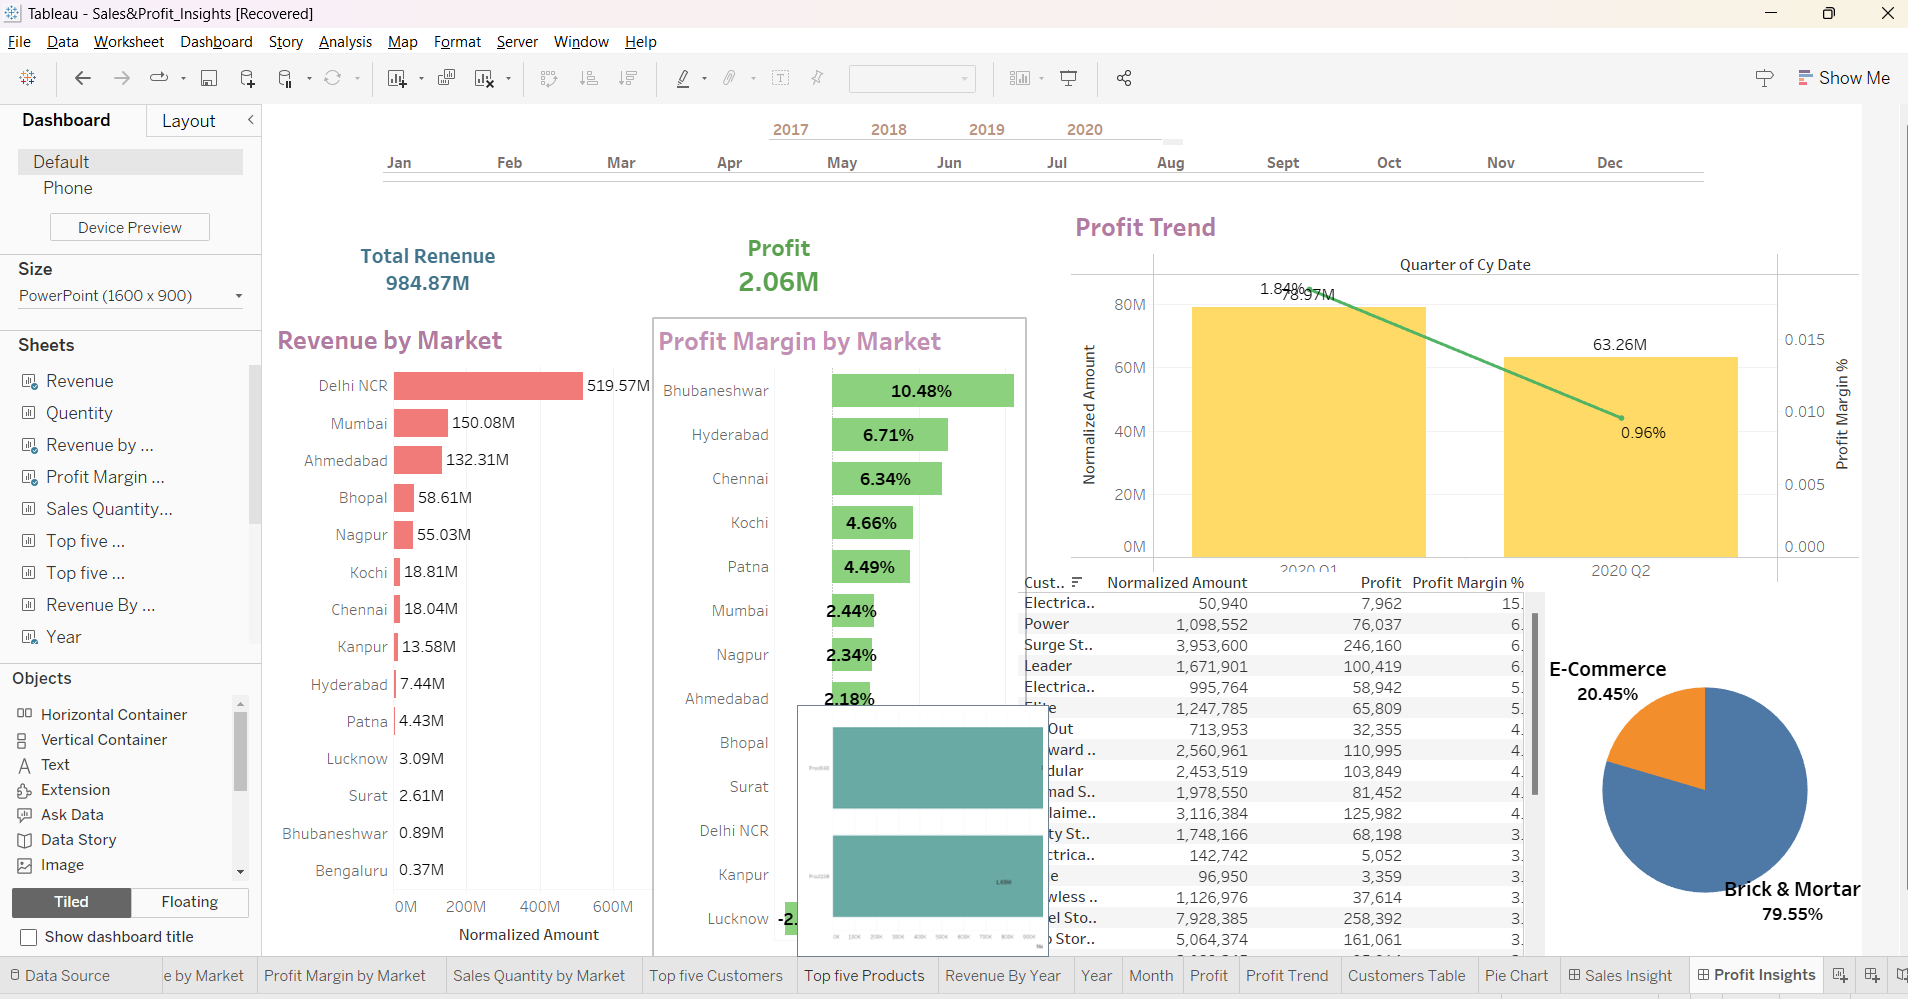 Tableau - Sales&Profit_Insights [Recovered]
File Data Worksheet Dashboard Story Analysis Map Format Server Window Help
Show Me
Dashboard Layout
Default
Phone
Device Preview
Size
PowerPoint (1600 x 900)
Sheets
Revenue
Quentity
Revenue by ...
Profit Margin ...
Sales Quantity...
Top five ...
Top five ...
Revenue By ...
Year
Objects
Horizontal Container
Vertical Container
Text
Extension
Ask Data
Data Story
Image
Tiled Floating
Show dashboard title
2017 2018 2019 2020
Jan Feb Mar Apr May Jun Jul Aug Sept Oct Nov Dec
Total Renenue
984.87M
Profit
2.06M
Revenue by Market
Delhi NCR 519.57M
Mumbai 150.08M
Ahmedabad 132.31M
Bhopal 58.61M
Nagpur 55.03M
Kochi 18.81M
Chennai 18.04M
Kanpur 13.58M
Hyderabad 7.44M
Patna 4.43M
Lucknow 3.09M
Surat 2.61M
Bhubaneshwar 0.89M
Bengaluru 0.37M
0M 200M 400M 600M
Normalized Amount
Profit Margin by Market
Bhubaneshwar 10.48%
Hyderabad 6.71%
Chennai 6.34%
Kochi 4.66%
Patna 4.49%
Mumbai 2.44%
Nagpur 2.34%
Ahmedabad 2.18%
Bhopal
Surat
Delhi NCR
Kanpur
Lucknow -2.
Profit Trend
Quarter of Cy Date
1.84%
78.97M
63.26M
0.96%
80M
60M
40M
20M
0M
Normalized Amount
0.015
0.010
0.005
0.000
Profit Margin %
2020 Q1 2020 Q2
Cust.. Normalized Amount Profit Profit Margin %
Electrica.. 50,940 7,962 15.
Power 1,098,552 76,037 6.
Surge St.. 3,953,600 246,160 6.
Leader 1,671,901 100,419 6.
Electrica.. 995,764 58,942 5.
1,247,785 65,809 5.
Out 713,953 32,355 4.
ward .. 2,560,961 110,995 4.
dular 2,453,519 103,849 4.
mad S.. 1,978,550 81,452 4.
laime.. 3,116,384 125,982 4.
ty St.. 1,748,166 68,198 3.
ctrica.. 142,742 5,052 3.
e 96,950 3,359 3.
wless .. 1,126,976 37,614 3.
el Sto.. 7,928,385 258,392 3.
Stor... 5,064,374 161,061 3.
E-Commerce
20.45%
Brick & Mortar
79.55%
Data Source e by Market Profit Margin by Market Sales Quantity by Market Top five Customers Top five Products Revenue By Year Year Month Profit Profit Trend Customers Table Pie Chart Sales Insight Profit Insights